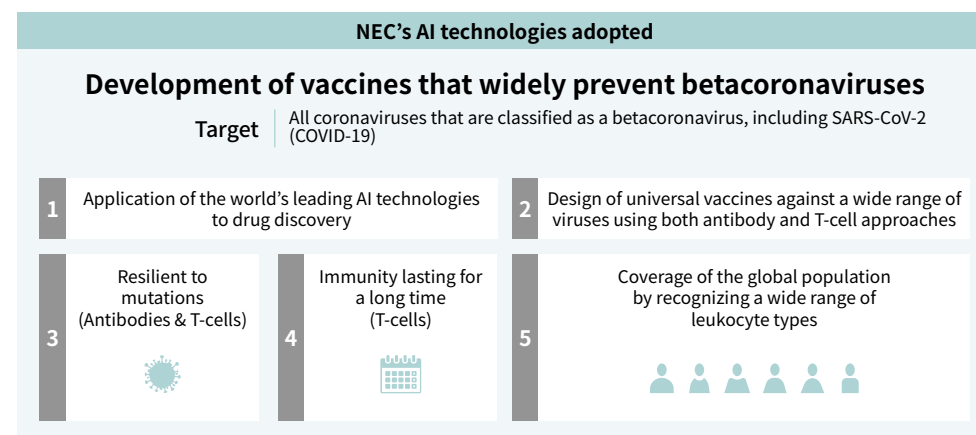 NEC’s AI technologies adopted
Development of vaccines that widely prevent betacoronaviruses
Target
All coronaviruses that are classified as a betacoronavirus, including SARS-CoV-2
(COVID-19)
1
Application of the world’s leading AI technologies
to drug discovery
2
Design of universal vaccines against a wide range of
viruses using both antibody and T-cell approaches
3
Resilient to
mutations
(Antibodies & T-cells)
4
Immunity lasting for
a long time
(T-cells)
5
Coverage of the global population
by recognizing a wide range of
leukocyte types